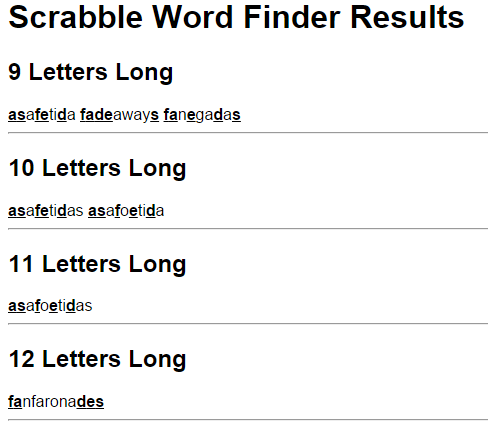 Scrabble Word Finder Results
9 Letters Long
asafetida fadeaways fanegadas
10 Letters Long
asafetidas asafoetida
11 Letters Long
asafoetidas
12 Letters Long
fanfaronades